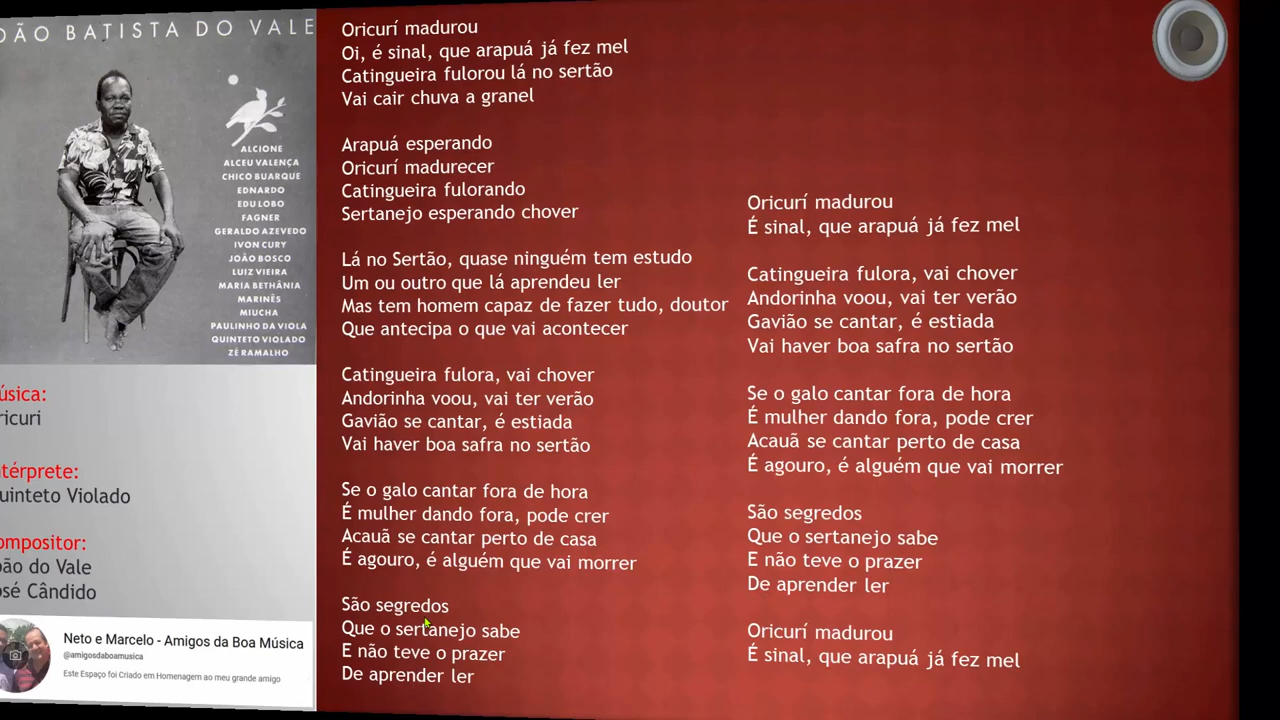 OÃO BATISTA DO VALE
ALCIONE
ALCEU VALENÇA
CHICO BUARQUE
EDNARDO
EDU LOBO
FAGNER
GERALDO AZEVEDO
IVON CURY
JOÃO BOSCO
LUIZ VIEIRA
MARIA BETHÂNIA
MARINÊS
MIUCHA
PAULINHO DA VIOLA
QUINTETO VIOLADO
ZÉ RAMALHO
úsica:
ricuri
ntérprete:
uinteto Violado
ompositor:
oão do Vale
osé Cândido
Neto e Marcelo - Amigos da Boa Música
@amigosdaboamusica
Este Espaço foi Criado em Homenagem ao meu grande amigo
Oricurí madurou
Oi, é sinal, que arapuá já fez mel
Catingueira fulorou lá no sertão
Vai cair chuva a granel
Arapuá esperando
Oricurí madurecer
Catingueira fulorando
Sertanejo esperando chover
Lá no Sertão, quase ninguém tem estudo
Um ou outro que lá aprendeu ler
Mas tem homem capaz de fazer tudo, doutor
Que antecipa o que vai acontecer
Catingueira fulora, vai chover
Andorinha voou, vai ter verão
Gavião se cantar, é estiada
Vai haver boa safra no sertão
Se o galo cantar fora de hora
É mulher dando fora, pode crer
Acauã se cantar perto de casa
É agouro, é alguém que vai morrer
São segredos
Que o sertanejo sabe
E não teve o prazer
De aprender ler
Oricurí madurou
É sinal, que arapuá já fez mel
Catingueira fulora, vai chover
Andorinha voou, vai ter verão
Gavião se cantar, é estiada
Vai haver boa safra no sertão
Se o galo cantar fora de hora
É mulher dando fora, pode crer
Acauã se cantar perto de casa
É agouro, é alguém que vai morrer
São segredos
Que o sertanejo sabe
E não teve o prazer
De aprender ler
Oricurí madurou
É sinal, que arapuá já fez mel